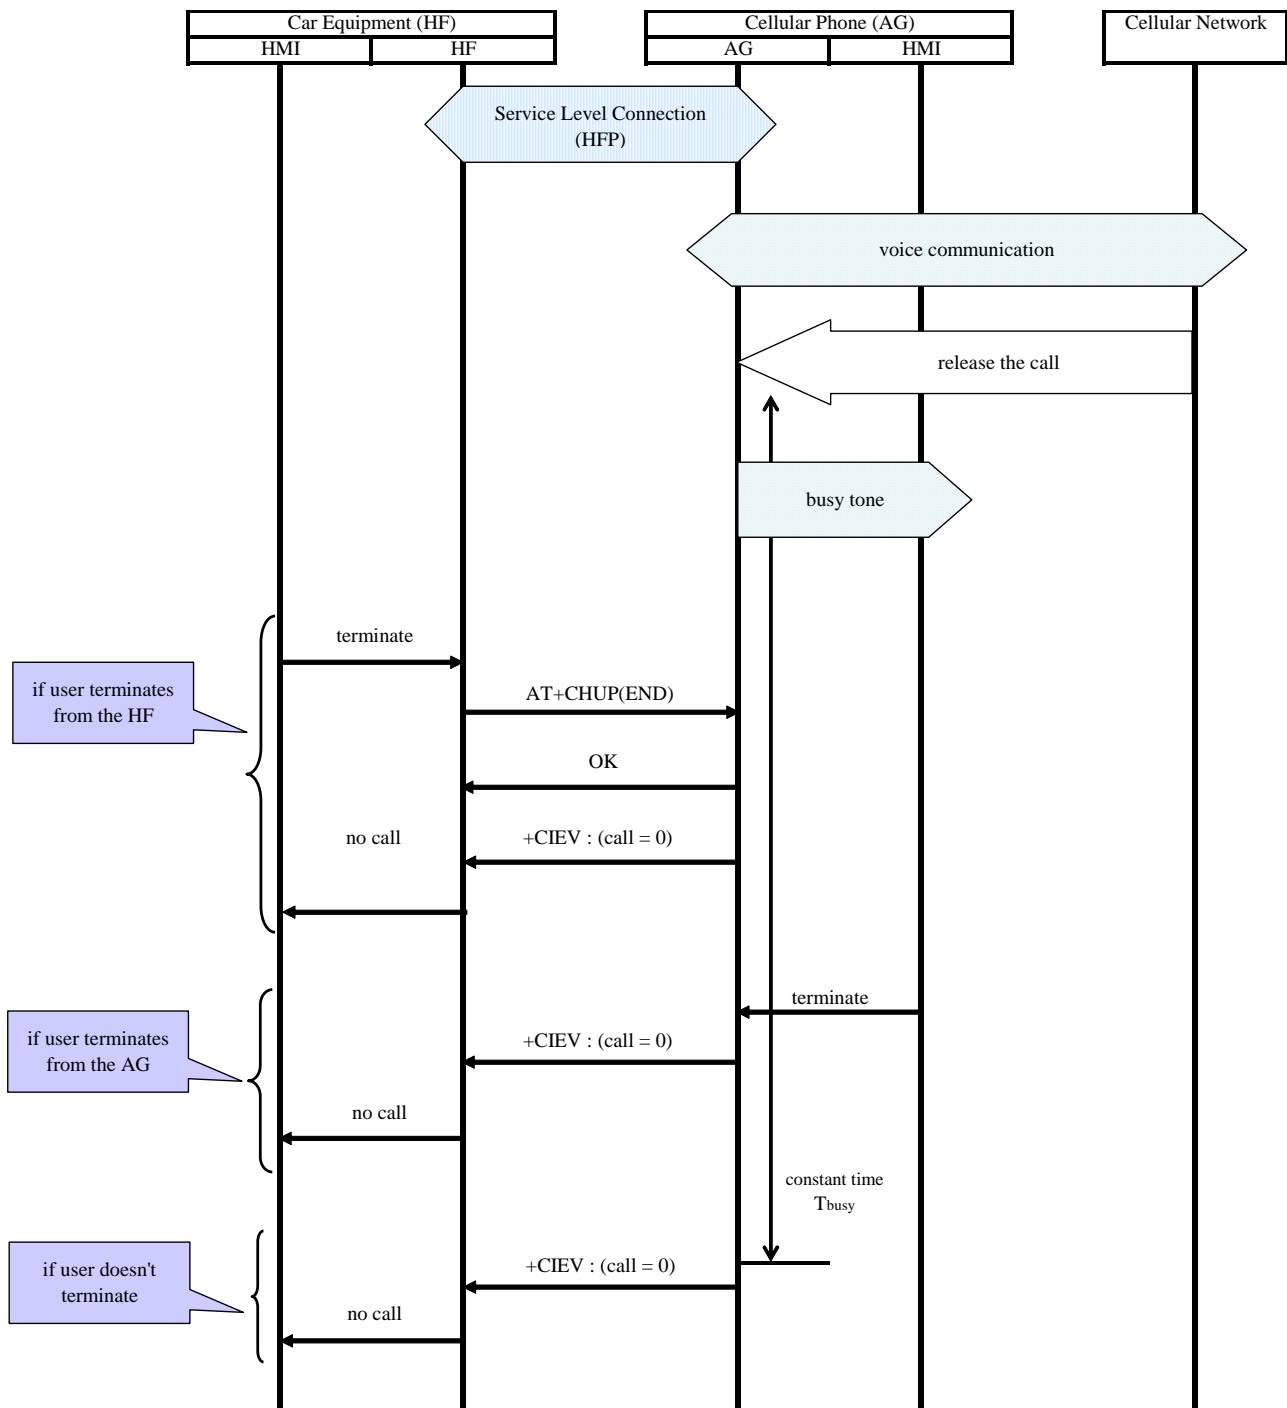 Car Equipment (HF)
Cellular Phone (AG)
Cellular Network
HMI
HF
AG
HMI
Service Level Connection
(HFP)
voice communication
release the call
busy tone
terminate
if user terminates
from the HF
AT+CHUP(END)
OK
no call
+CIEV : (call = 0)
terminate
if user terminates
from the AG
+CIEV : (call = 0)
no call
constant time
Tbusy
if user doesn't
terminate
+CIEV : (call = 0)
no call